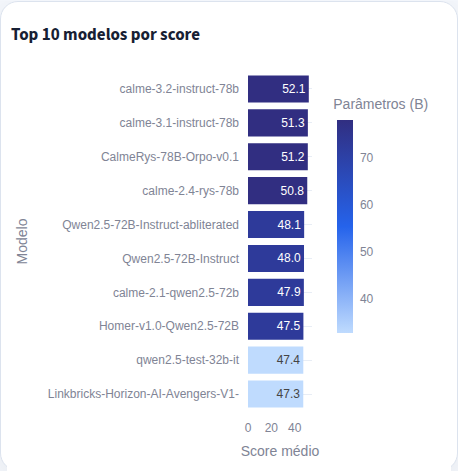 Top 10 modelos por score
Parâmetros (B)
calme-3.2-instruct-78b 52.1
calme-3.1-instruct-78b 51.3
CalmeRys-78B-Orpo-v0.1 51.2
calme-2.4-rys-78b 50.8
Qwen2.5-72B-Instruct-abliterated 48.1
Qwen2.5-72B-Instruct 48.0
calme-2.1-qwen2.5-72b 47.9
Homer-v1.0-Qwen2.5-72B 47.5
qwen2.5-test-32b-it 47.4
Linkbricks-Horizon-AI-Avengers-V1- 47.3
Modelo
0 20 40
Score médio
70
60
50
40